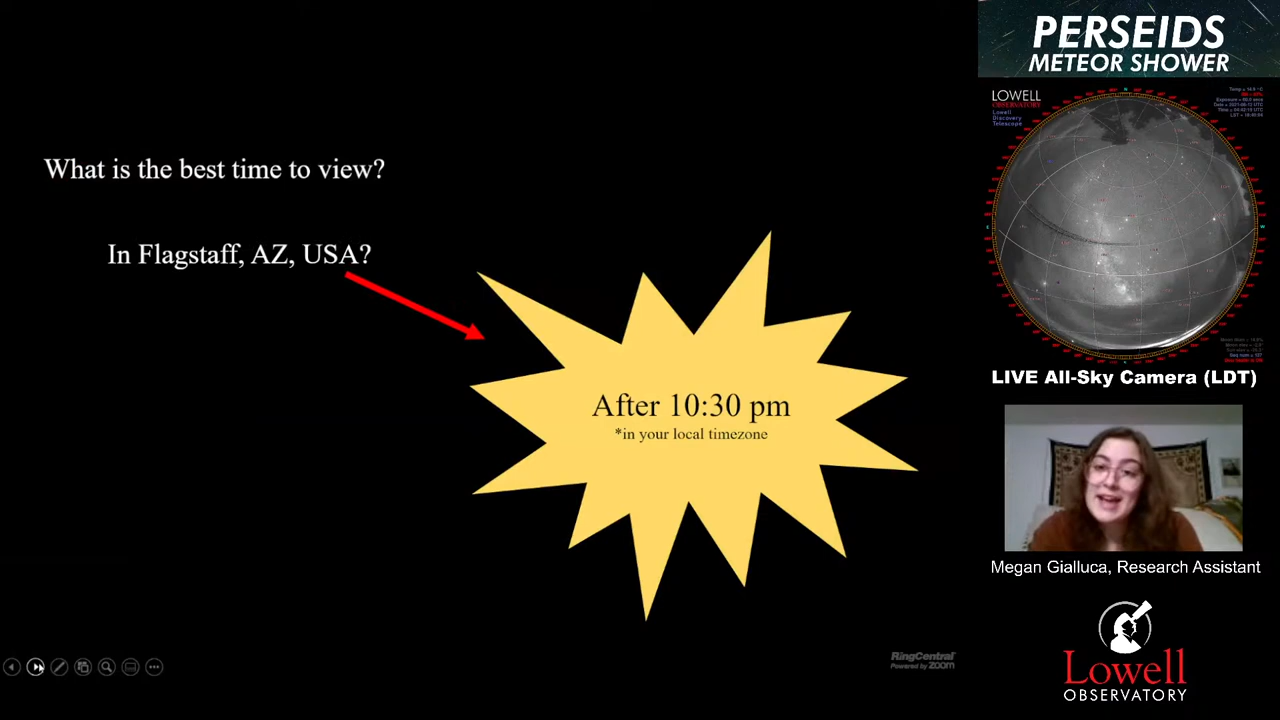 What is the best time to view?
In Flagstaff, AZ, USA?
After 10:30 pm
*in your local timezone
RingCentral
Powered by zoom
PERSEIDS
METEOR SHOWER
LOWELL
OBSERVATORY
Lowell
Discovery
Telescope
LIVE All-Sky Camera (LDT)
Megan Gialluca, Research Assistant
LOWELL
OBSERVATORY